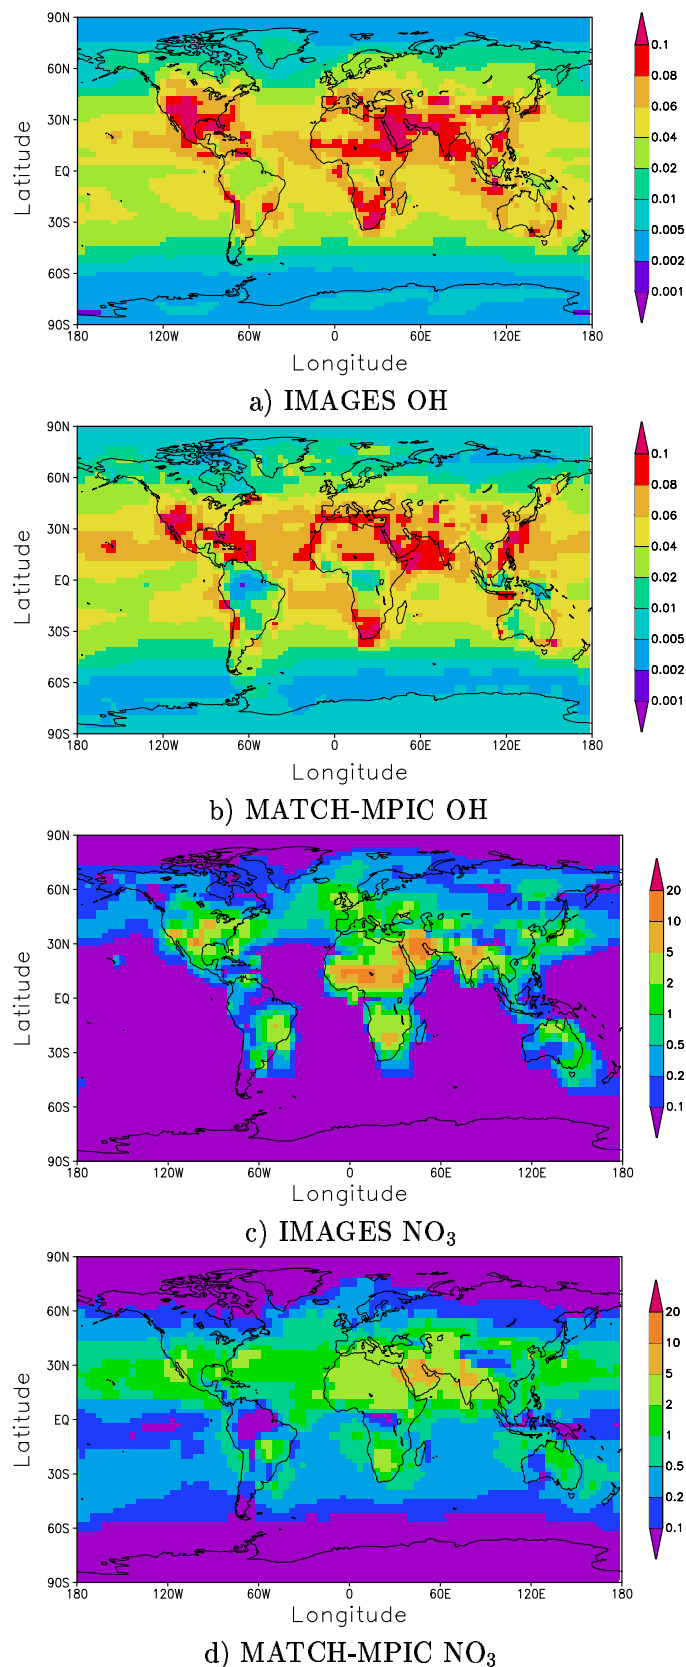 90N
60N
30N
EQ
30S
60S
90S
Latitude
180 120W 60W 0 60E 120E 180
Longitude
0.1
0.08
0.06
0.04
0.02
0.01
0.005
0.002
0.001
a) IMAGES OH
90N
60N
30N
EQ
30S
60S
90S
Latitude
180 120W 60W 0 60E 120E 180
Longitude
0.1
0.08
0.06
0.04
0.02
0.01
0.005
0.002
0.001
b) MATCH-MPIC OH
90N
60N
30N
EQ
30S
60S
90S
Latitude
180 120W 60W 0 60E 120E 180
Longitude
20
10
5
2
1
0.5
0.2
0.1
c) IMAGES NO₃
90N
60N
30N
EQ
30S
60S
90S
Latitude
180 120W 60W 0 60E 120E 180
Longitude
20
10
5
2
1
0.5
0.2
0.1
d) MATCH-MPIC NO₃